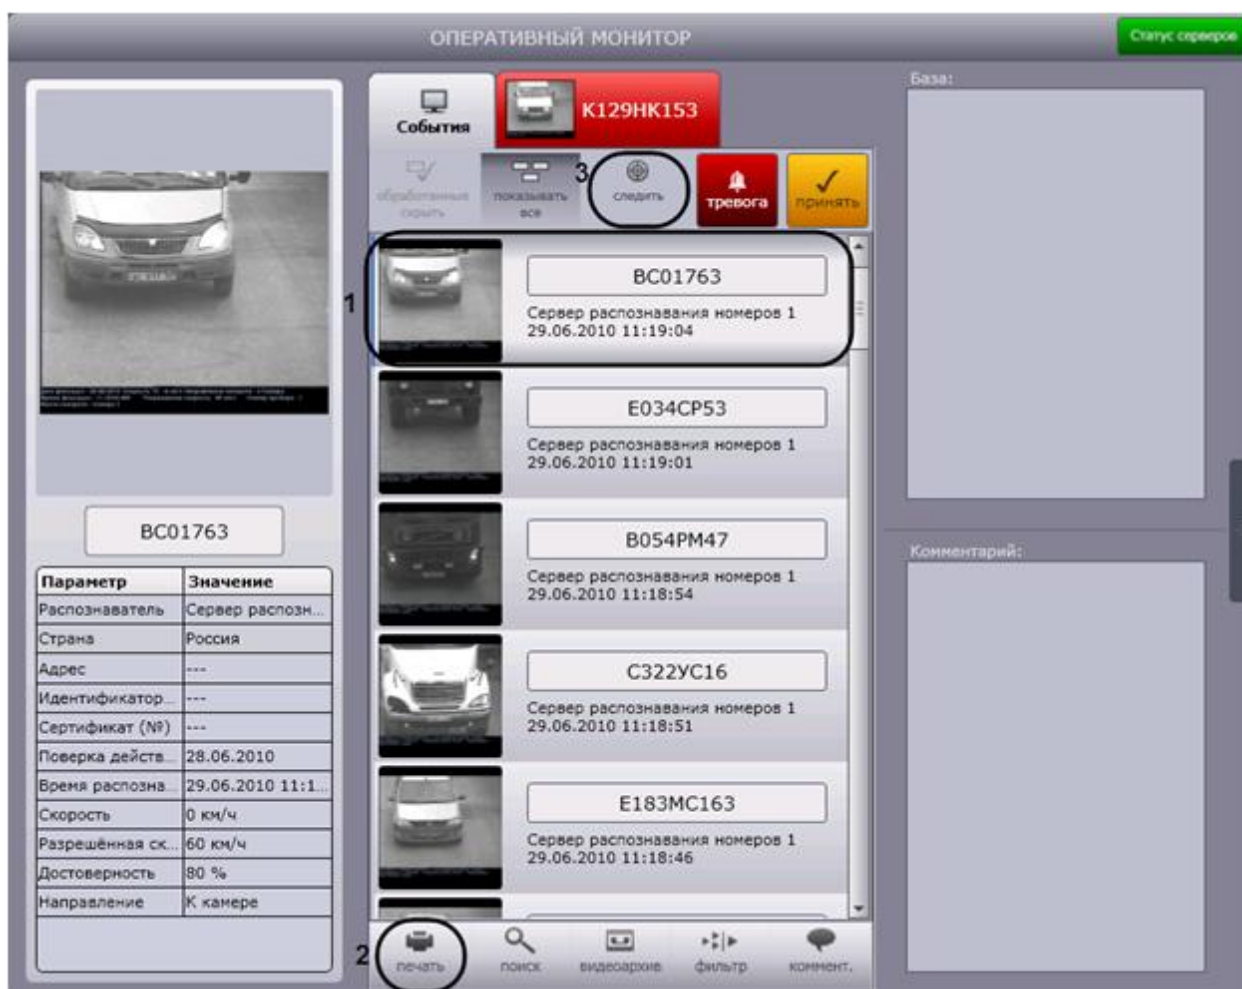 ОПЕРАТИВНЫЙ МОНИТОР
Статус серверов
События
К129НК153
обработанные
скрыть
показывать
все
3
следить
тревога
принять
1
ВС01763
Сервер распознавания номеров 1
29.06.2010 11:19:04
Е034СР53
Сервер распознавания номеров 1
29.06.2010 11:19:01
В054РМ47
Сервер распознавания номеров 1
29.06.2010 11:18:54
С322УС16
Сервер распознавания номеров 1
29.06.2010 11:18:51
Е183МС163
Сервер распознавания номеров 1
29.06.2010 11:18:46
2
печать
поиск
видеоархив
фильтр
коммент.
ВС01763
Параметр Значение
Распознаватель Сервер распозн...
Страна Россия
Адрес ---
Идентификатор... ---
Сертификат (№) ---
Поверка действ... 28.06.2010
Время распозна... 29.06.2010 11:1...
Скорость 0 км/ч
Разрешённая ск... 60 км/ч
Достоверность 80 %
Направление К камере
База:
Комментарий: